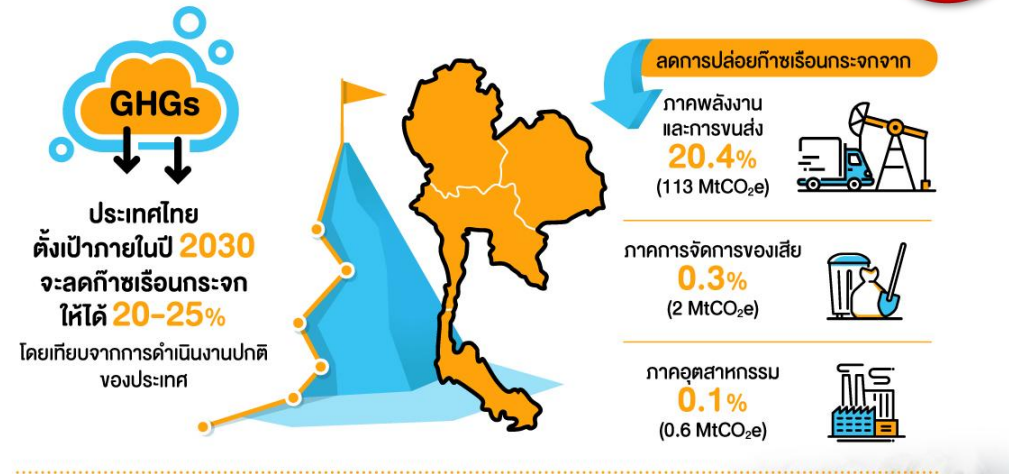 GHGs
ประเทศไทย
ตั้งเป้าภายในปี 2030
จะลดก๊าซเรือนกระจก
ให้ได้ 20-25%
โดยเทียบจากการดำเนินงานปกติ
ของประเทศ
ลดการปล่อยก๊าซเรือนกระจกจาก
ภาคพลังงาน
และการขนส่ง
20.4%
(113 MtCO₂e)
ภาคการจัดการของเสีย
0.3%
(2 MtCO₂e)
ภาคอุตสาหกรรม
0.1%
(0.6 MtCO₂e)